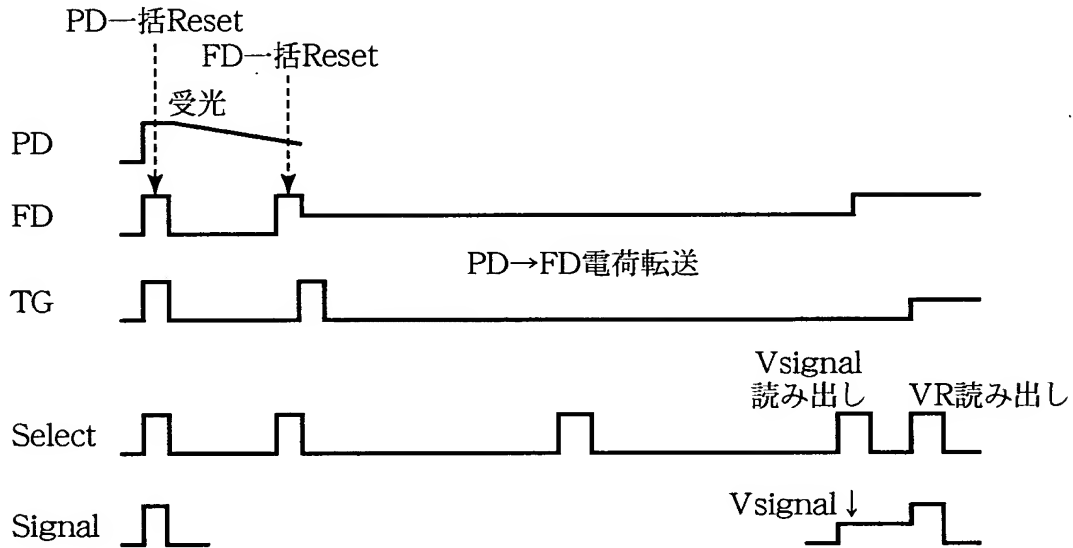 PD一括Reset
FD一括Reset
受光
PD
FD
PD→FD電荷転送
TG
Vsignal
読み出し
VR読み出し
Select
Vsignal↓
Signal